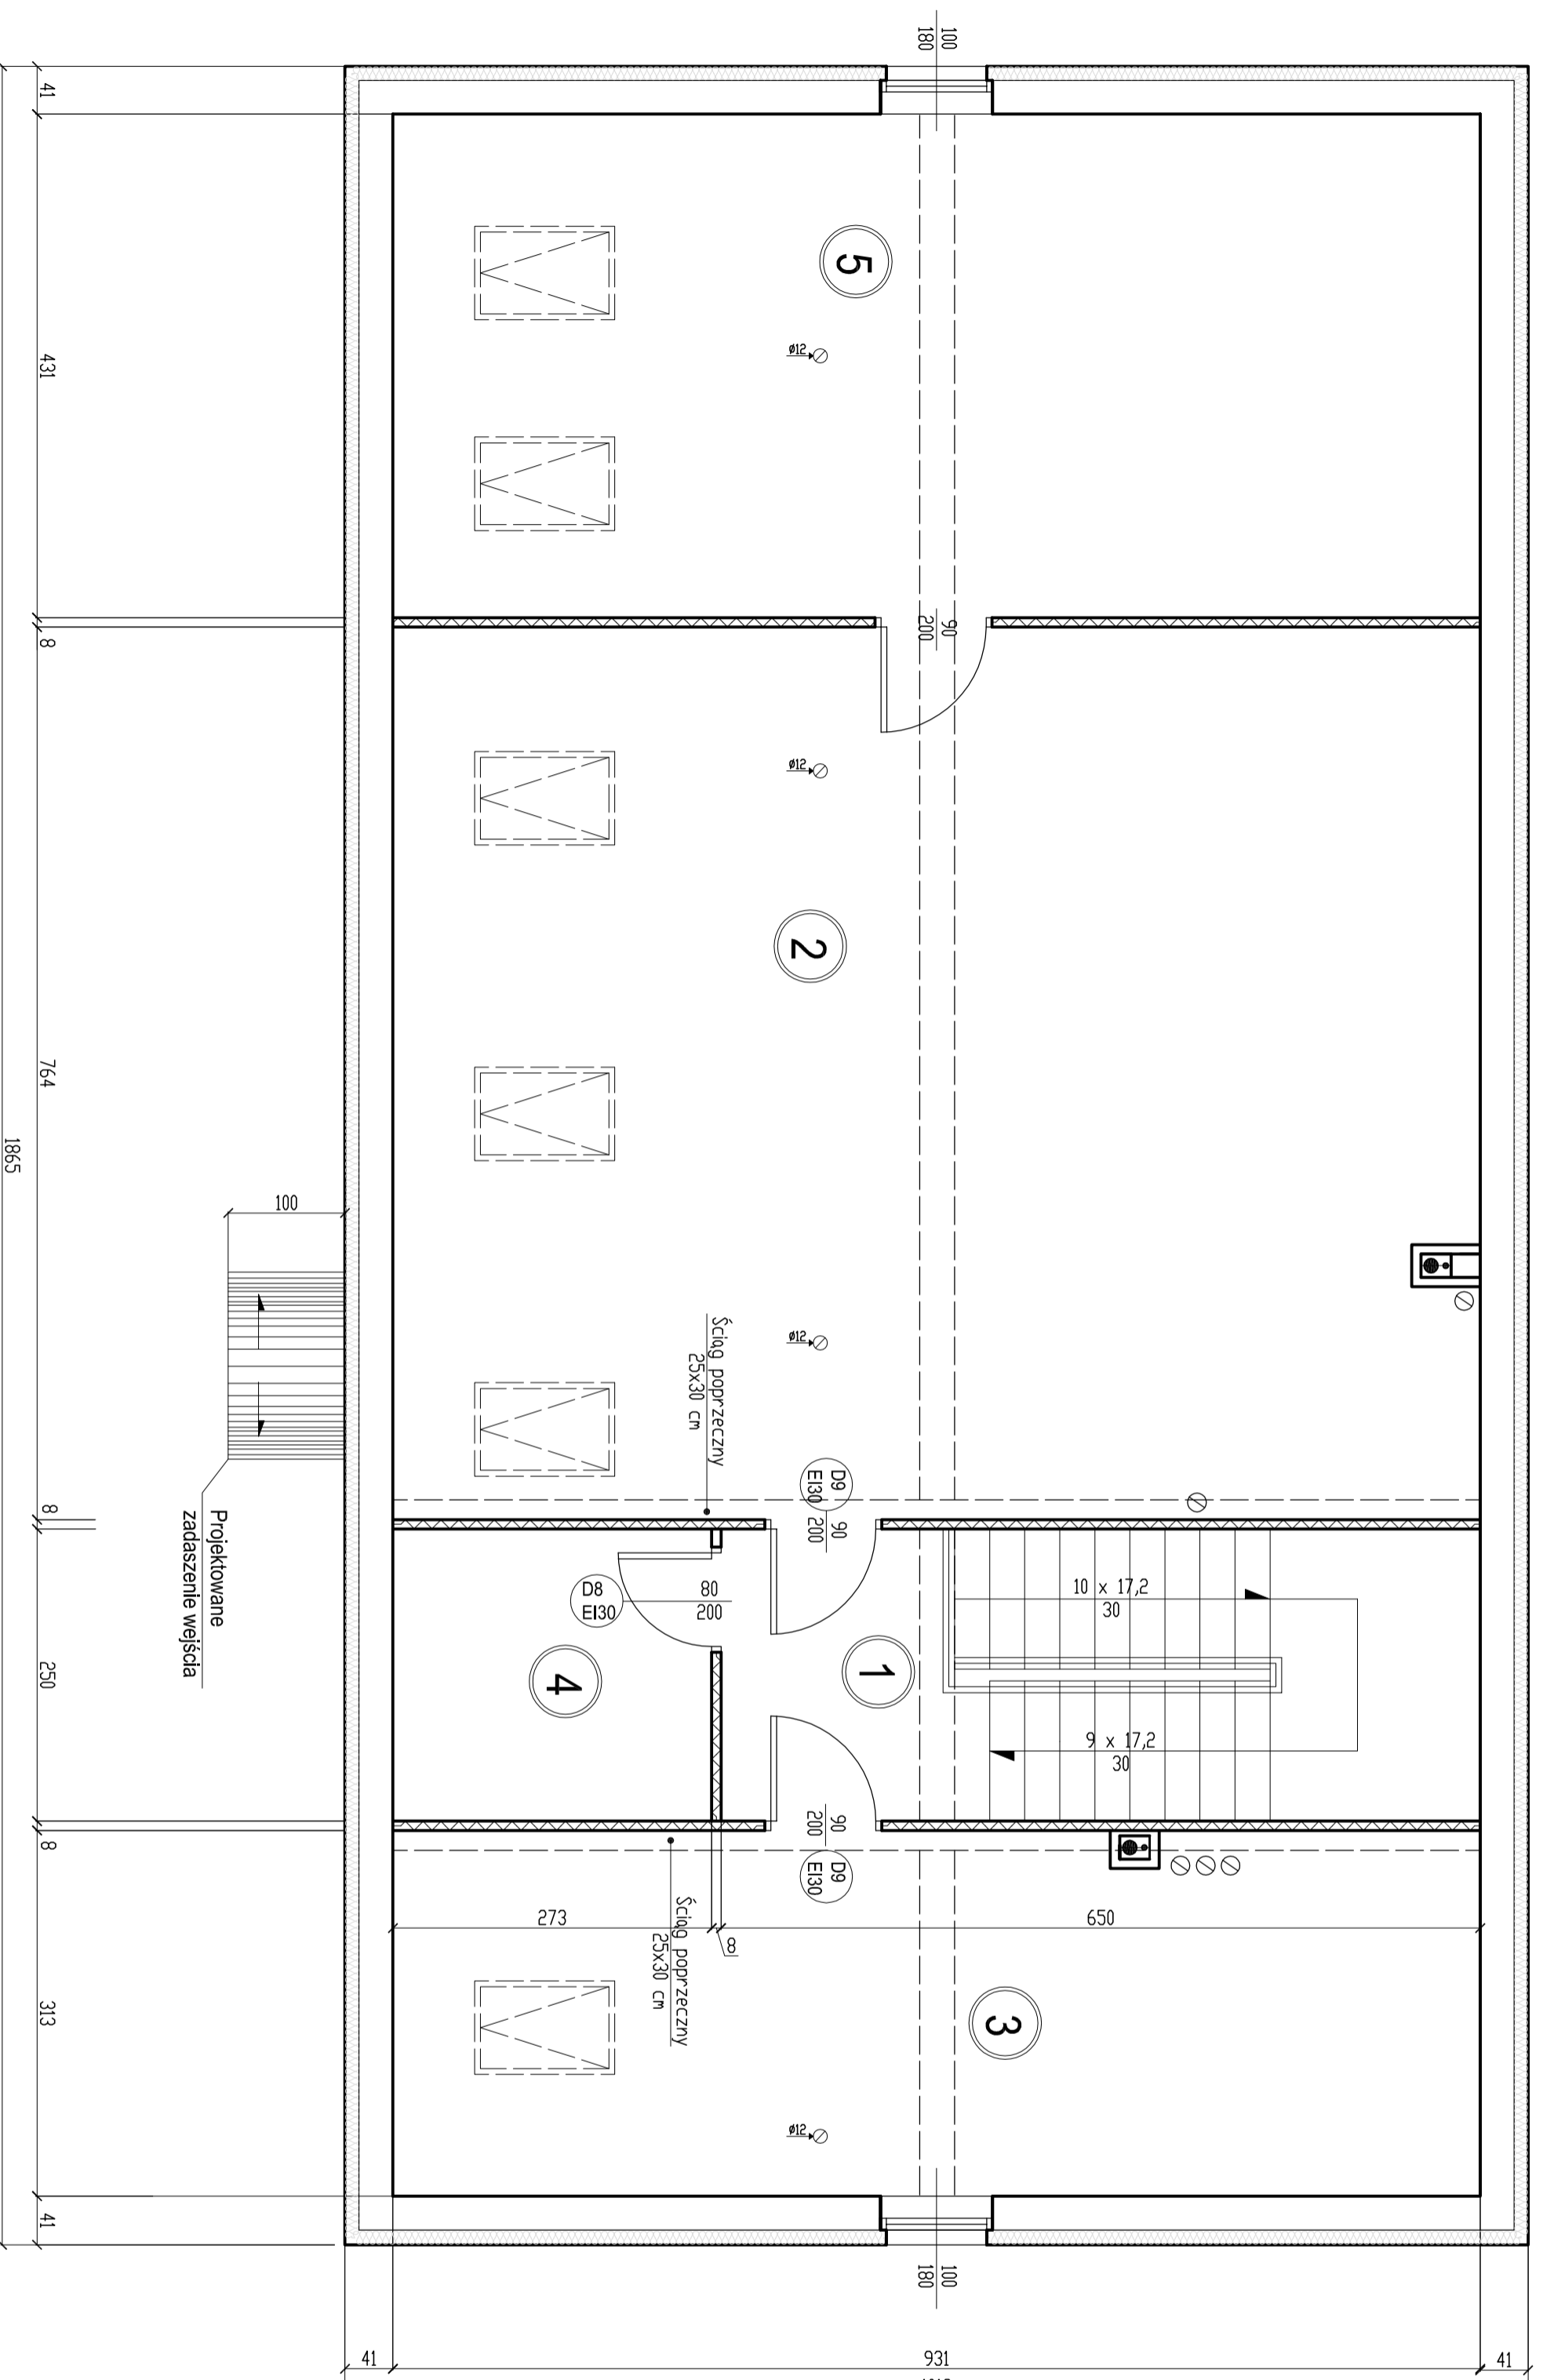 100
180
41
431
8
764
8
250
8
313
41
1865
5
ø12
90
200
2
ø12
100
Ściąg poprzeczny
25x30 cm
ø12
D9
EI30
90
200
Projektowane
zadaszenie wejścia
D8
EI30
80
200
10 x 17,2
30
1
4
9 x 17,2
30
90
200
D9
EI30
273
8
650
Ściąg poprzeczny
25x30 cm
3
ø12
100
180
41
931
41